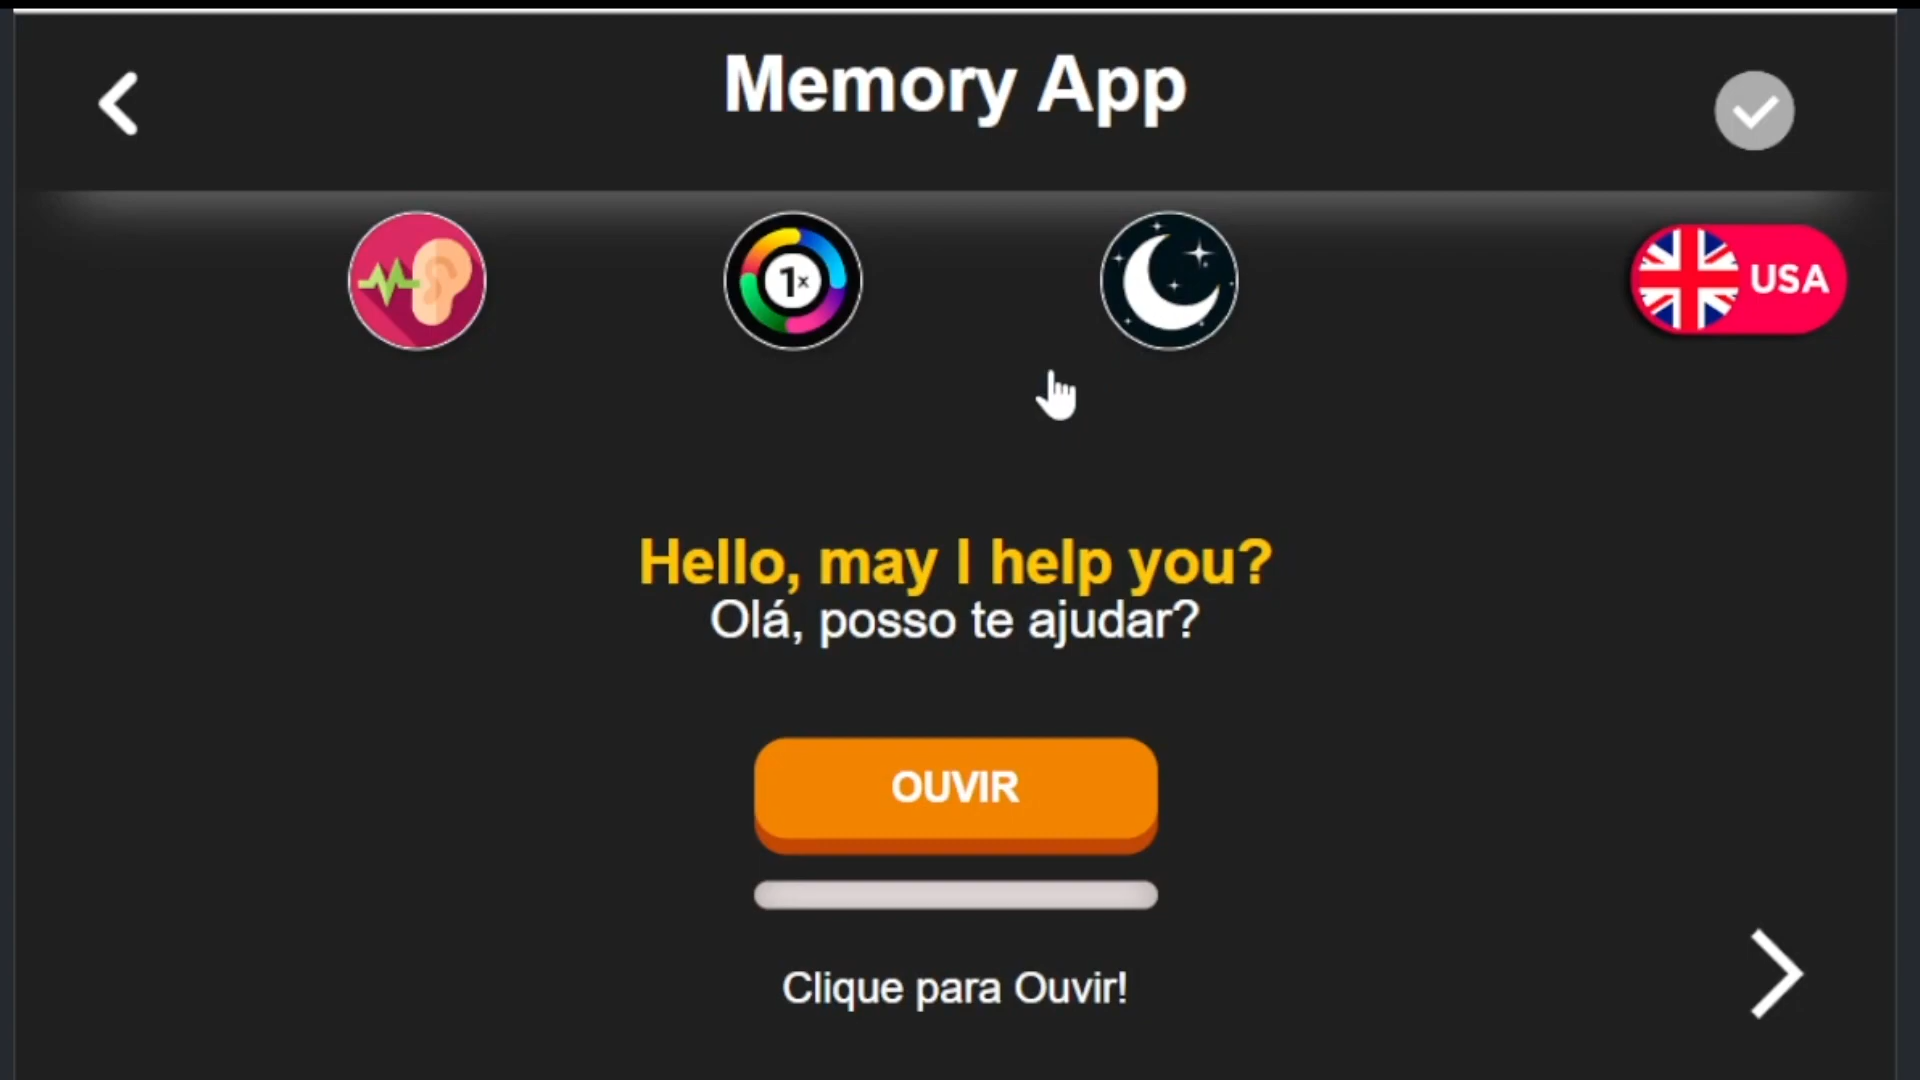 Memory App
1x
USA
Hello, may I help you?
Olá, posso te ajudar?
OUVIR
Clique para Ouvir!